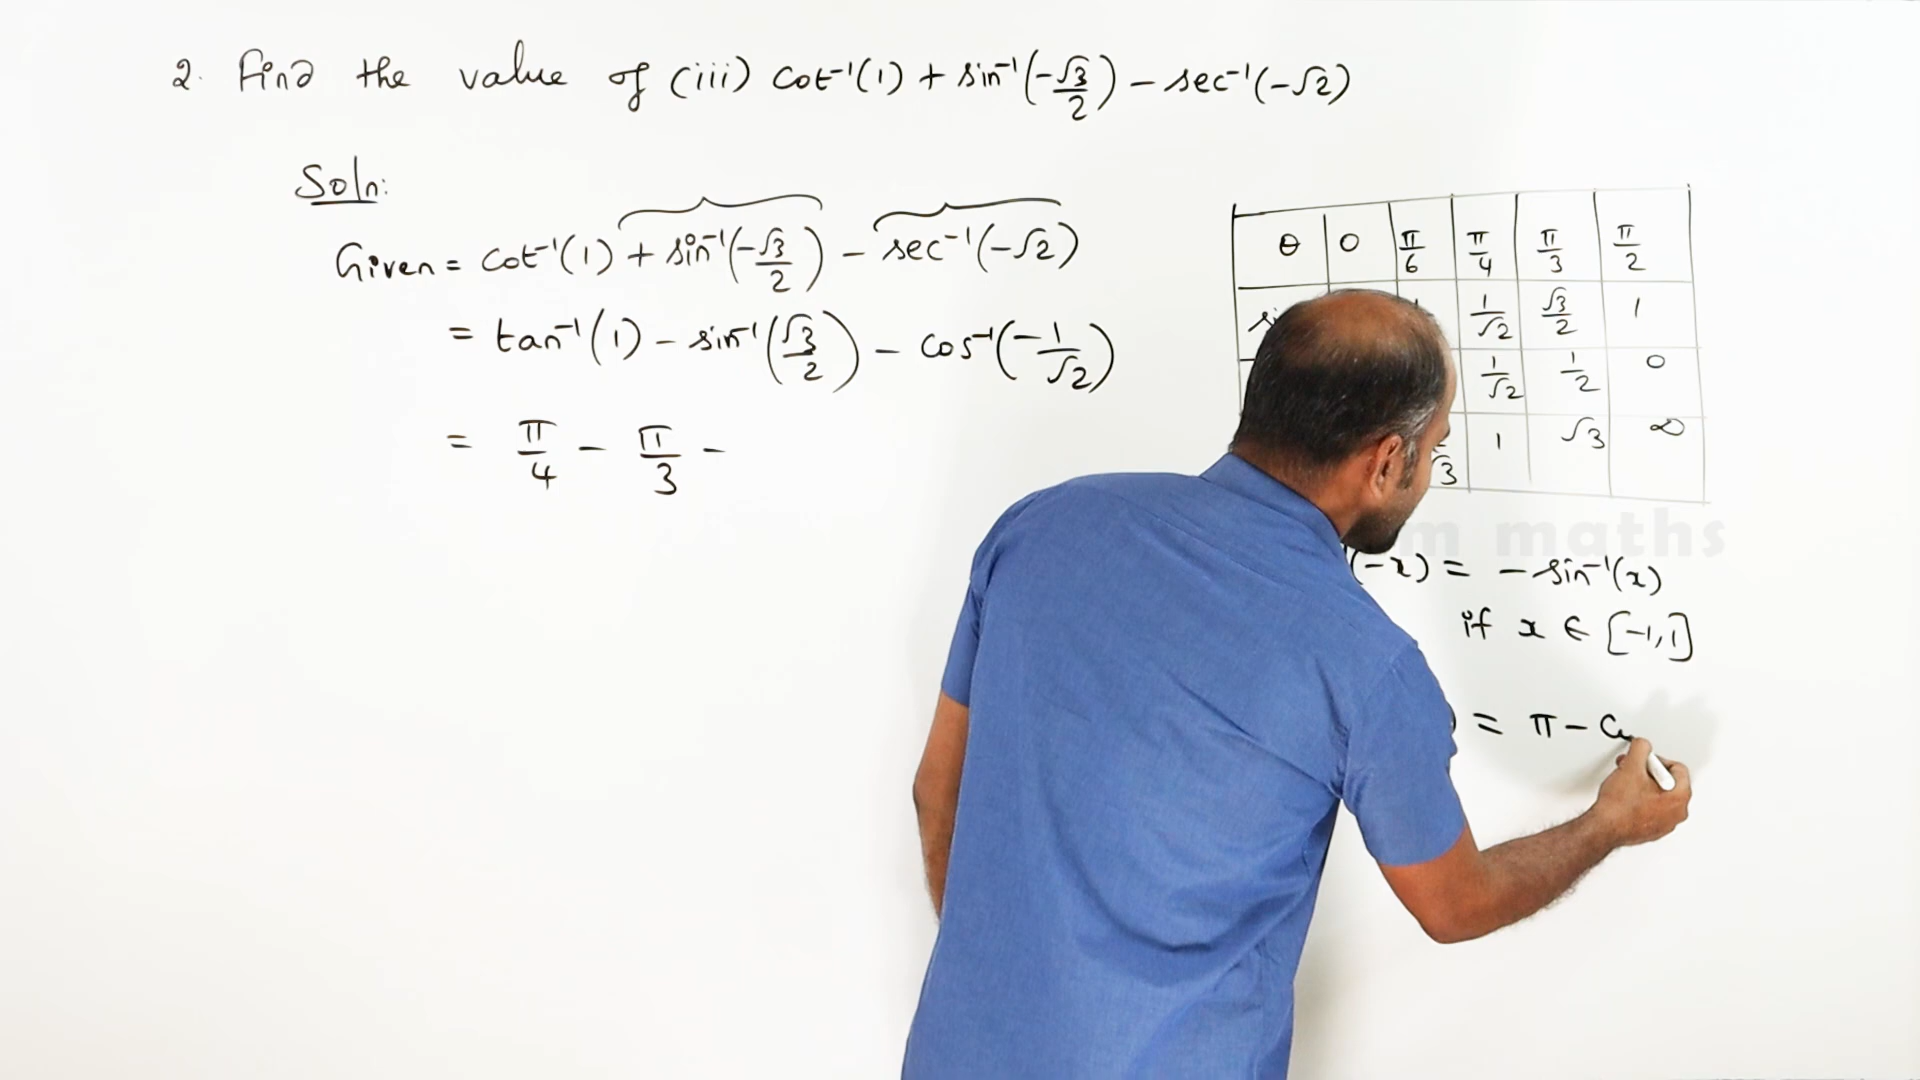 2. Find the value of (iii) cot⁻¹(1) + sin⁻¹(-√3/2) - sec⁻¹(-√2)
Soln:
Given = cot⁻¹(1) + sin⁻¹(-√3/2) - sec⁻¹(-√2)
= tan⁻¹(1) - sin⁻¹(√3/2) - cos⁻¹(-1/√2)
= π/4 - π/3 -
θ 0 π/6 π/4 π/3 π/2
1/√2 √3/2 1
1/√2 1/2 0
√3 1 √3 ∞
m maths
(-x) = -sin⁻¹(x)
if x ∈ [-1,1]
) = π -